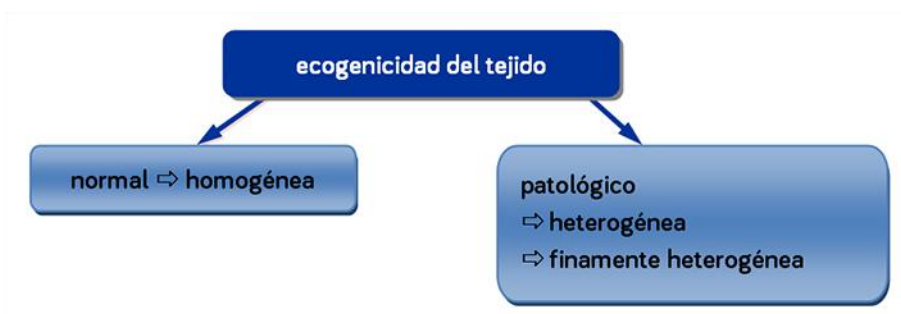 ecogenicidad del tejido
normal ⇨ homogénea
patológico
⇨ heterogénea
⇨ finamente heterogénea